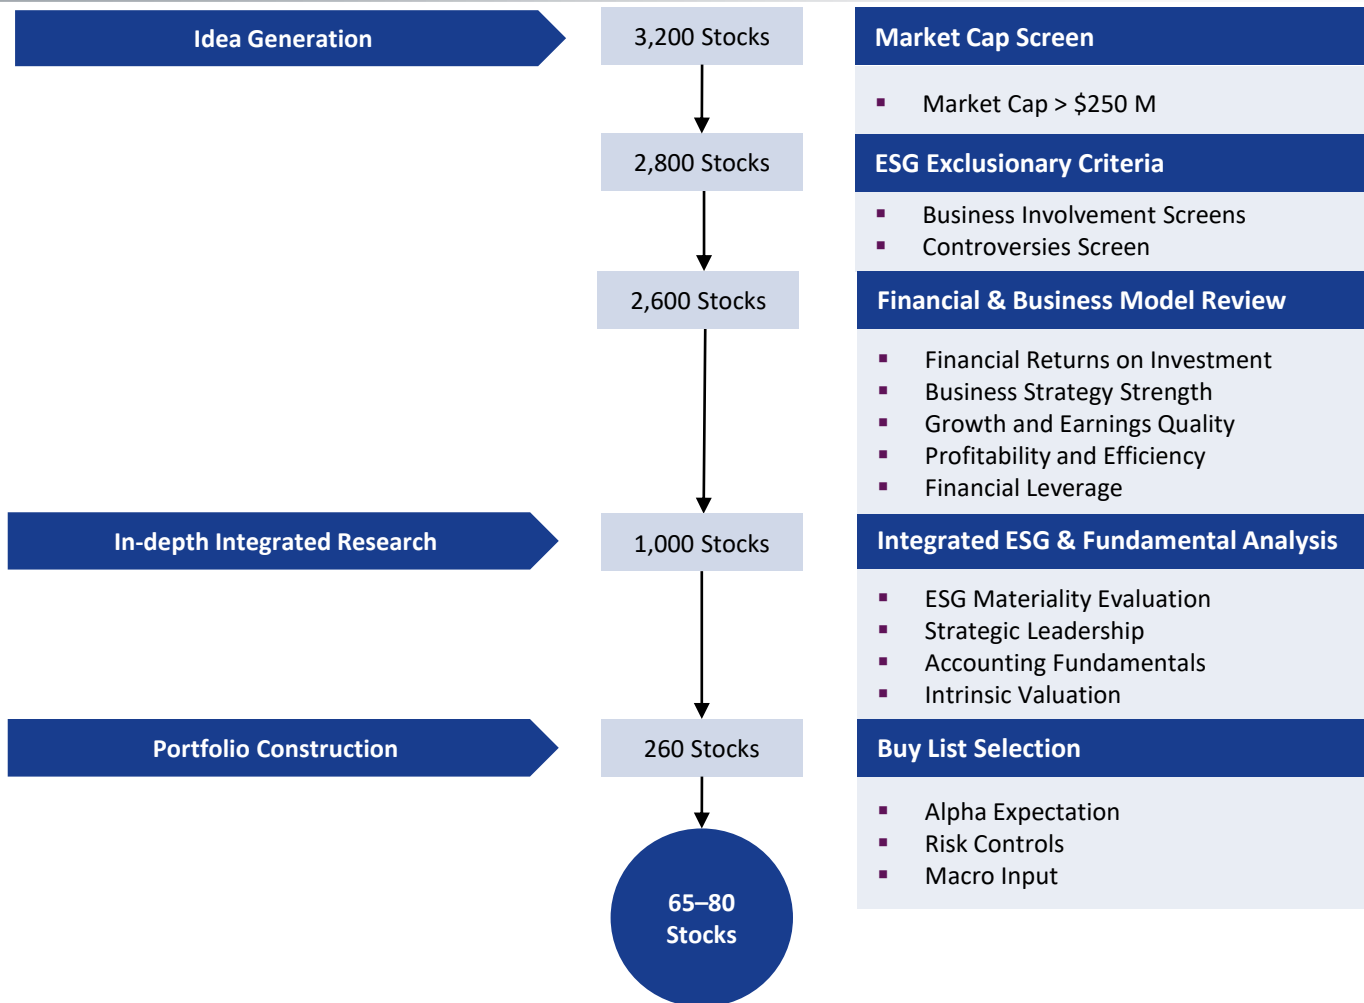 Idea Generation
3,200 Stocks
Market Cap Screen
▪ Market Cap > $250 M
2,800 Stocks
ESG Exclusionary Criteria
▪ Business Involvement Screens
▪ Controversies Screen
2,600 Stocks
Financial & Business Model Review
▪ Financial Returns on Investment
▪ Business Strategy Strength
▪ Growth and Earnings Quality
▪ Profitability and Efficiency
▪ Financial Leverage
In-depth Integrated Research
1,000 Stocks
Integrated ESG & Fundamental Analysis
▪ ESG Materiality Evaluation
▪ Strategic Leadership
▪ Accounting Fundamentals
▪ Intrinsic Valuation
Portfolio Construction
260 Stocks
Buy List Selection
▪ Alpha Expectation
▪ Risk Controls
▪ Macro Input
65–80
Stocks